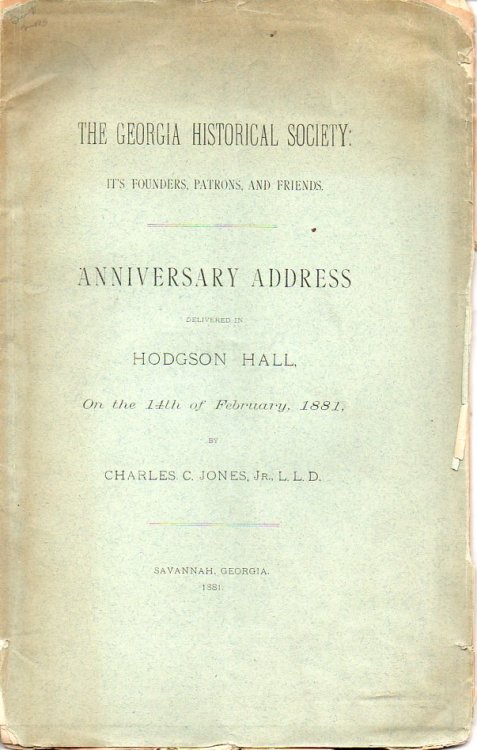 THE GEORGIA HISTORICAL SOCIETY:
IT'S FOUNDERS, PATRONS, AND FRIENDS.
ANNIVERSARY ADDRESS
DELIVERED IN
HODGSON HALL,
On the 14th of February, 1881,
BY
CHARLES C. JONES, JR., L. L. D.
SAVANNAH, GEORGIA.
1881.